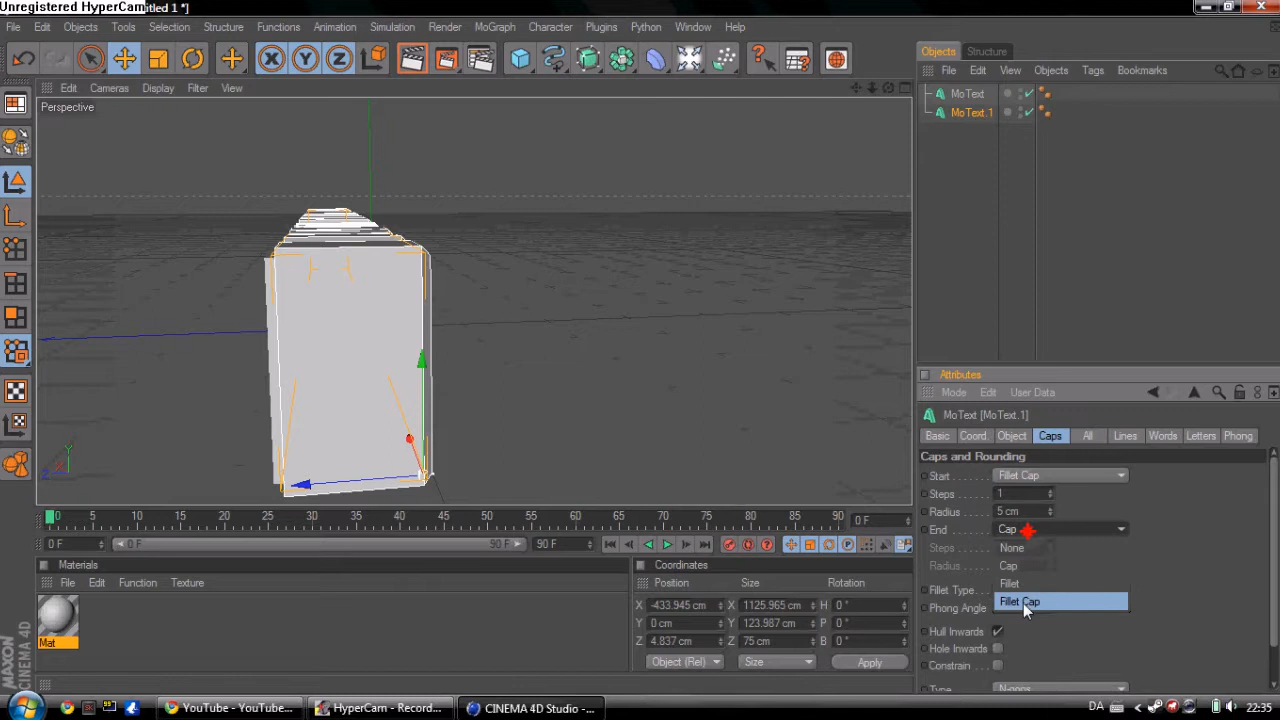 Unregistered HyperCam
itled 1 *]
File Edit Objects Tools Selection Structure Functions Animation Simulation Render MoGraph Character Plugins Python Window Help
Objects Structure
File Edit View Objects Tags Bookmarks
MoText
MoText.1
Edit Cameras Display Filter View
Perspective
Y
X
Z
Attributes
Mode Edit User Data
MoText [MoText.1]
Basic Coord. Object Caps All Lines Words Letters Phong
Caps and Rounding
Start Fillet Cap
Steps 1
Radius 5 cm
End Cap
Steps None
Radius Cap
Fillet
Fillet Type Fillet Cap
Phong Angle
Hull Inwards
Hole Inwards
Constrain
Type N-gons
0 5 10 15 20 25 30 35 40 45 50 55 60 65 70 75 80 85 90 0 F
0 F 0 F 90 F 90 F
Materials
File Edit Function Texture
Mat
Coordinates
Position Size Rotation
X -433.945 cm X 1125.965 cm H 0 °
Y 0 cm Y 123.987 cm P 0 °
Z 4.837 cm Z 75 cm B 0 °
Object (Rel) Size Apply
MAXON CINEMA 4D
YouTube - YouTube... HyperCam - Record... CINEMA 4D Studio -... DA 22:35